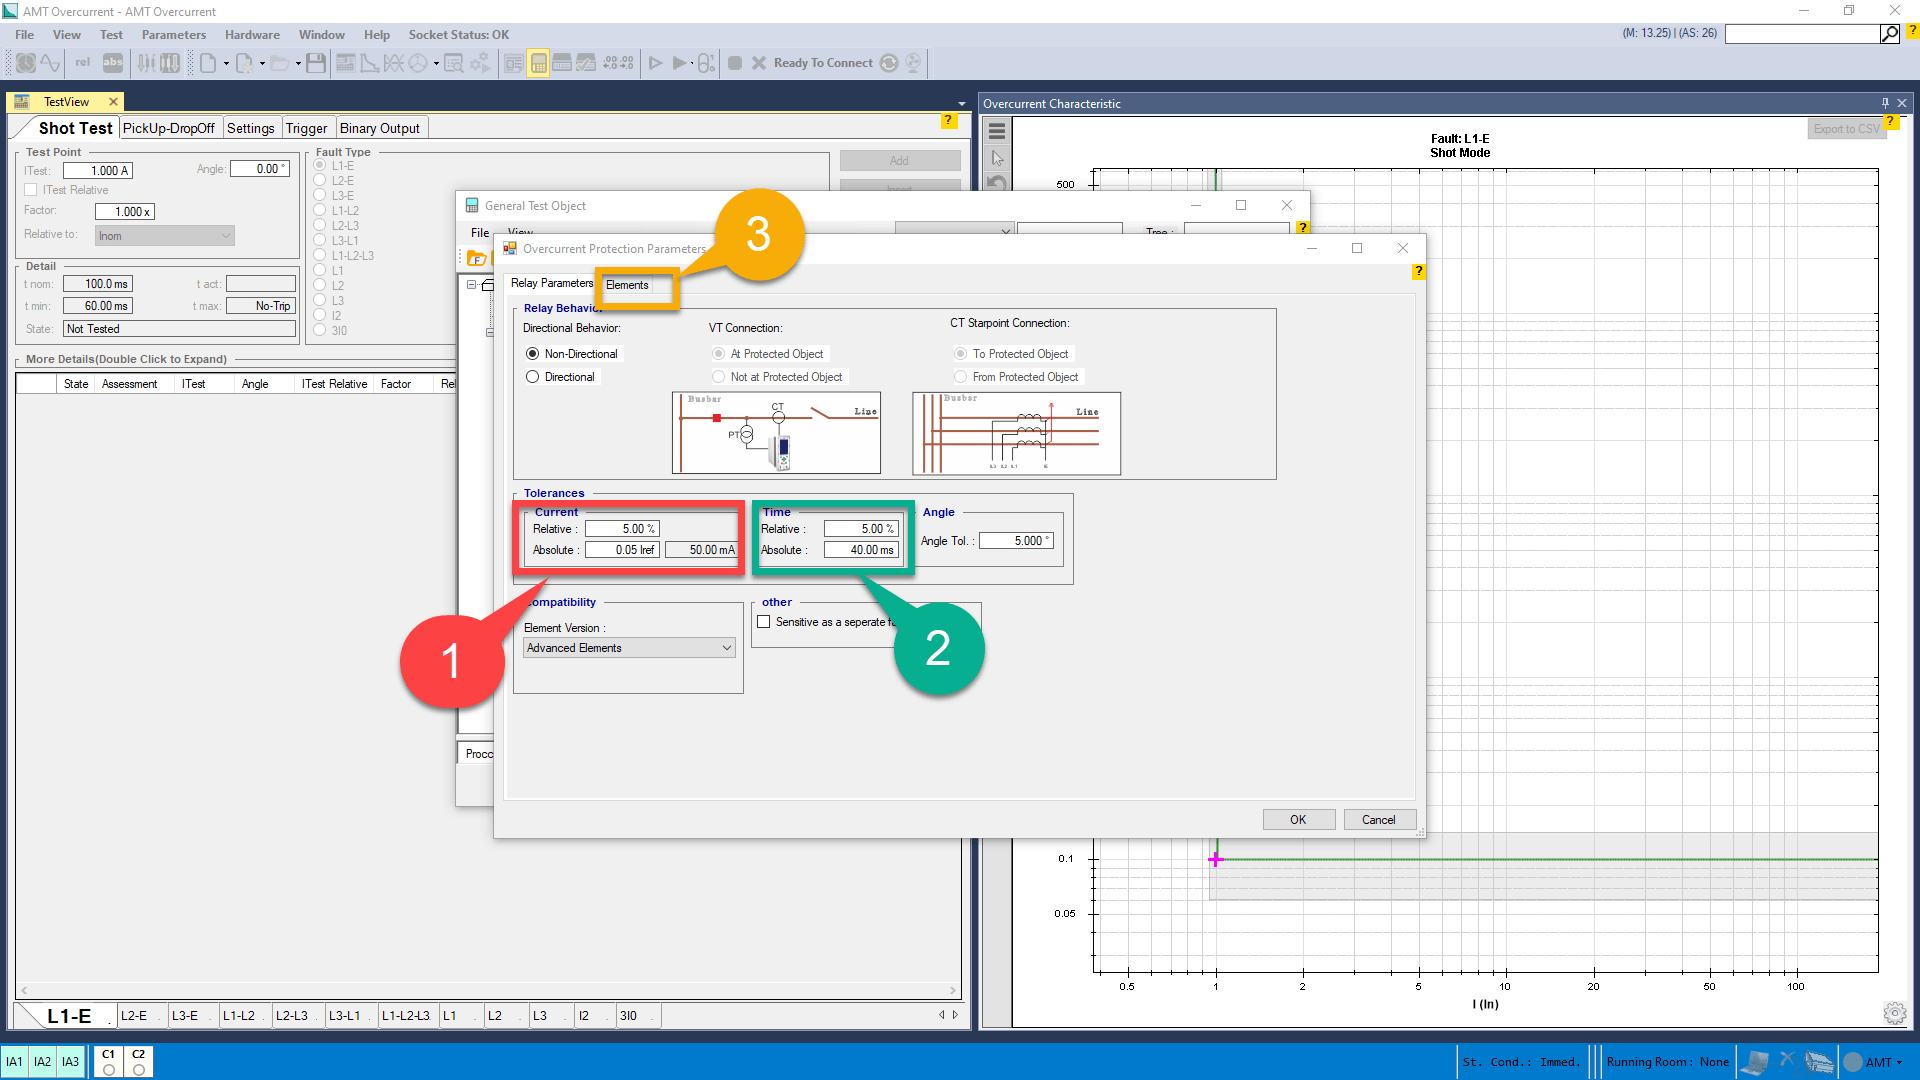 AMT Overcurrent - AMT Overcurrent
File View Test Parameters Hardware Window Help Socket Status: OK
(M: 13.25) | (AS: 26)
?
rel abs
Ready To Connect
TestView
Overcurrent Characteristic
Shot Test PickUp-DropOff Settings Trigger Binary Output
?
Test Point
ITest: 1.000 A Angle: 0.00 °
ITest Relative
Factor: 1.000 x
Relative to: Inom
Detail
t nom: 100.0 ms t act:
t min: 60.00 ms t max: No-Trip
State: Not Tested
Fault Type
L1-E
L2-E
L3-E
L1-L2
L2-L3
L3-L1
L1-L2-L3
L1
L2
L3
I2
3I0
Add
Insert
More Details(Double Click to Expand)
State Assessment ITest Angle ITest Relative Factor Rel
General Test Object
File View
Tree :
?
Procc
Overcurrent Protection Parameters
?
3
Relay Parameters Elements
Relay Behavior
Directional Behavior:
Non-Directional
Directional
VT Connection:
At Protected Object
Not at Protected Object
CT Starpoint Connection:
To Protected Object
From Protected Object
Busbar
CT
Line
PT
Busbar
Line
IL3 IL2 IL1 IE
Tolerances
Current
Relative : 5.00 %
Absolute : 0.05 Iref 50.00 mA
Time
Relative : 5.00 %
Absolute : 40.00 ms
Angle
Angle Tol. : 5.000 °
1
2
ompatibility
Element Version :
Advanced Elements
other
Sensitive as a seperate f
OK Cancel
Export to CSV
?
Fault: L1-E
Shot Mode
500
0.1
0.05
0.5 1 2 5 10 20 50 100
I (In)
L1-E L2-E L3-E L1-L2 L2-L3 L3-L1 L1-L2-L3 L1 L2 L3 I2 3I0
IA1 IA2 IA3 C1 C2
St. Cond.: Immed. Running Room: None AMT